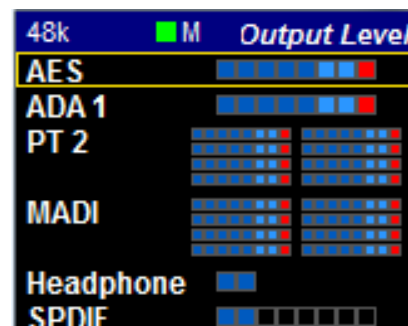 48k M Output Level
AES
ADA 1
PT 2
MADI
Headphone
SPDIF